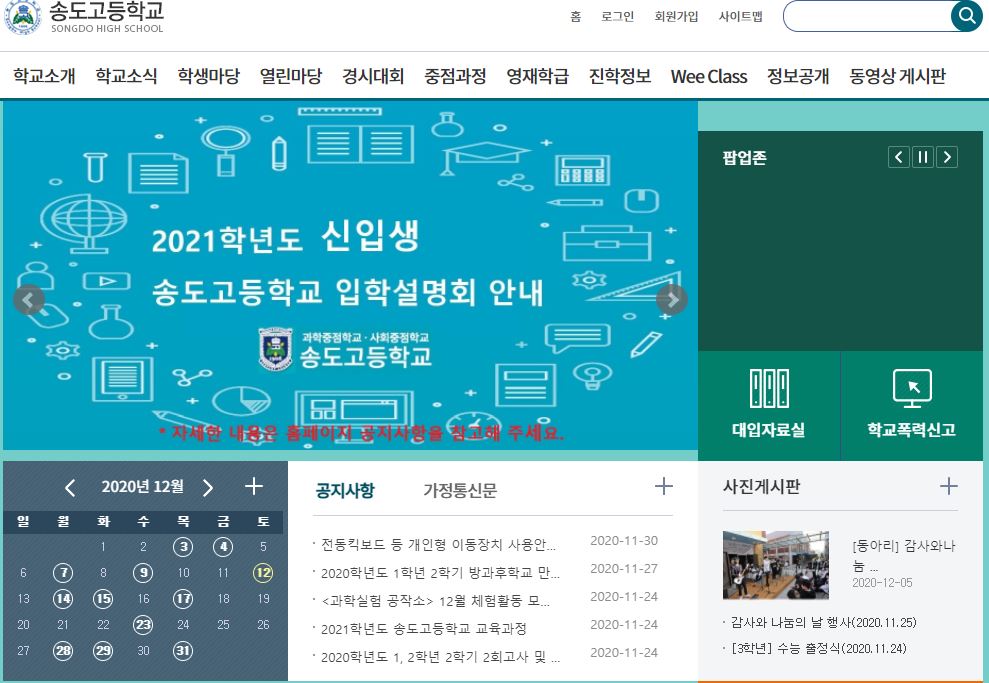 송도고등학교
SONGDO HIGH SCHOOL
홈 로그인 회원가입 사이트맵
학교소개 학교소식 학생마당 열린마당 경시대회 중점과정 영재학급 진학정보 Wee Class 정보공개 동영상 게시판
2021학년도 신입생
송도고등학교 입학설명회 안내
과학중점학교 · 사회중점학교
송도고등학교
* 자세한 내용은 홈페이지 공지사항을 참고해 주세요.
팝업존
대입자료실 학교폭력신고
2020년 12월
일 월 화 수 목 금 토
1 2 3 4 5
6 7 8 9 10 11 12
13 14 15 16 17 18 19
20 21 22 23 24 25 26
27 28 29 30 31
공지사항 가정통신문
· 전동킥보드 등 개인형 이동장치 사용안... 2020-11-30
· 2020학년도 1학년 2학기 방과후학교 만... 2020-11-27
· <과학실험 공작소> 12월 체험활동 모... 2020-11-24
· 2021학년도 송도고등학교 교육과정 2020-11-24
· 2020학년도 1, 2학년 2학기 2회고사 및 ... 2020-11-24
사진게시판
[동아리] 감사와나
눔 ...
2020-12-05
· 감사와 나눔의 날 행사(2020.11.25)
· [3학년] 수능 출정식(2020.11.24)